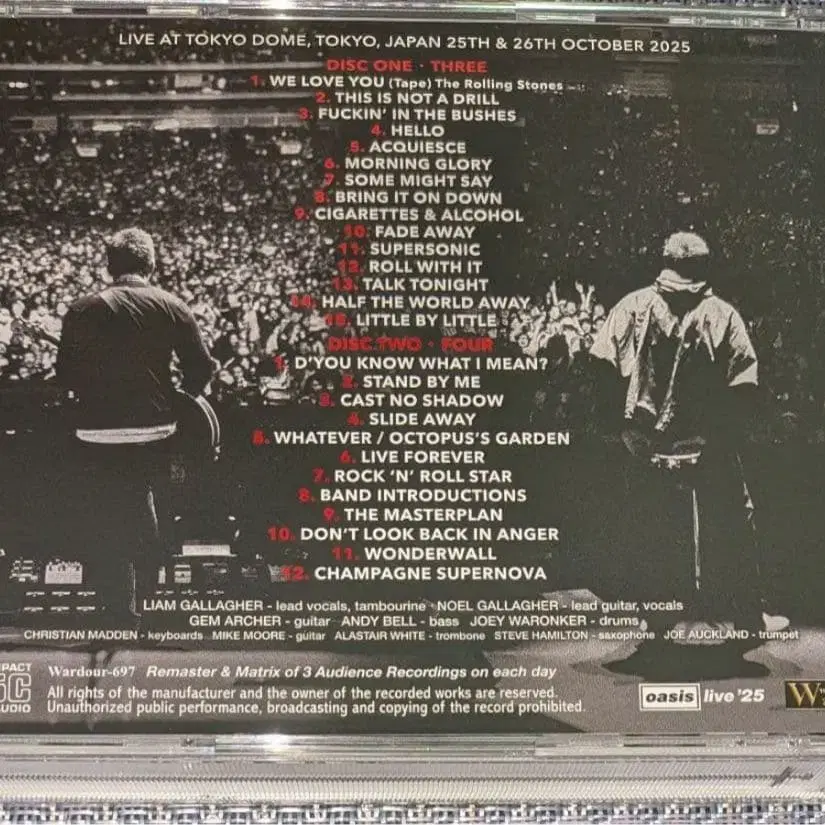 LIVE AT TOKYO DOME, TOKYO, JAPAN 25TH & 26TH OCTOBER 2025
DISC ONE · THREE
1. WE LOVE YOU (Tape) The Rolling Stones
2. THIS IS NOT A DRILL
3. FUCKIN' IN THE BUSHES
4. HELLO
5. ACQUIESCE
6. MORNING GLORY
7. SOME MIGHT SAY
8. BRING IT ON DOWN
9. CIGARETTES & ALCOHOL
10. FADE AWAY
11. SUPERSONIC
12. ROLL WITH IT
13. TALK TONIGHT
14. HALF THE WORLD AWAY
15. LITTLE BY LITTLE
DISC TWO · FOUR
1. D'YOU KNOW WHAT I MEAN?
2. STAND BY ME
3. CAST NO SHADOW
4. SLIDE AWAY
5. WHATEVER / OCTOPUS'S GARDEN
6. LIVE FOREVER
7. ROCK 'N' ROLL STAR
8. BAND INTRODUCTIONS
9. THE MASTERPLAN
10. DON'T LOOK BACK IN ANGER
11. WONDERWALL
12. CHAMPAGNE SUPERNOVA
LIAM GALLAGHER - lead vocals, tambourine · NOEL GALLAGHER - lead guitar, vocals
GEM ARCHER - guitar ANDY BELL - bass JOEY WARONKER - drums
CHRISTIAN MADDEN - keyboards MIKE MOORE - guitar ALASTAIR WHITE - trombone STEVE HAMILTON - saxophone JOE AUCKLAND - trumpet
Wardour-697 Remaster & Matrix of 3 Audience Recordings on each day
All rights of the manufacturer and the owner of the recorded works are reserved.
Unauthorized public performance, broadcasting and copying of the record prohibited.
oasis live '25